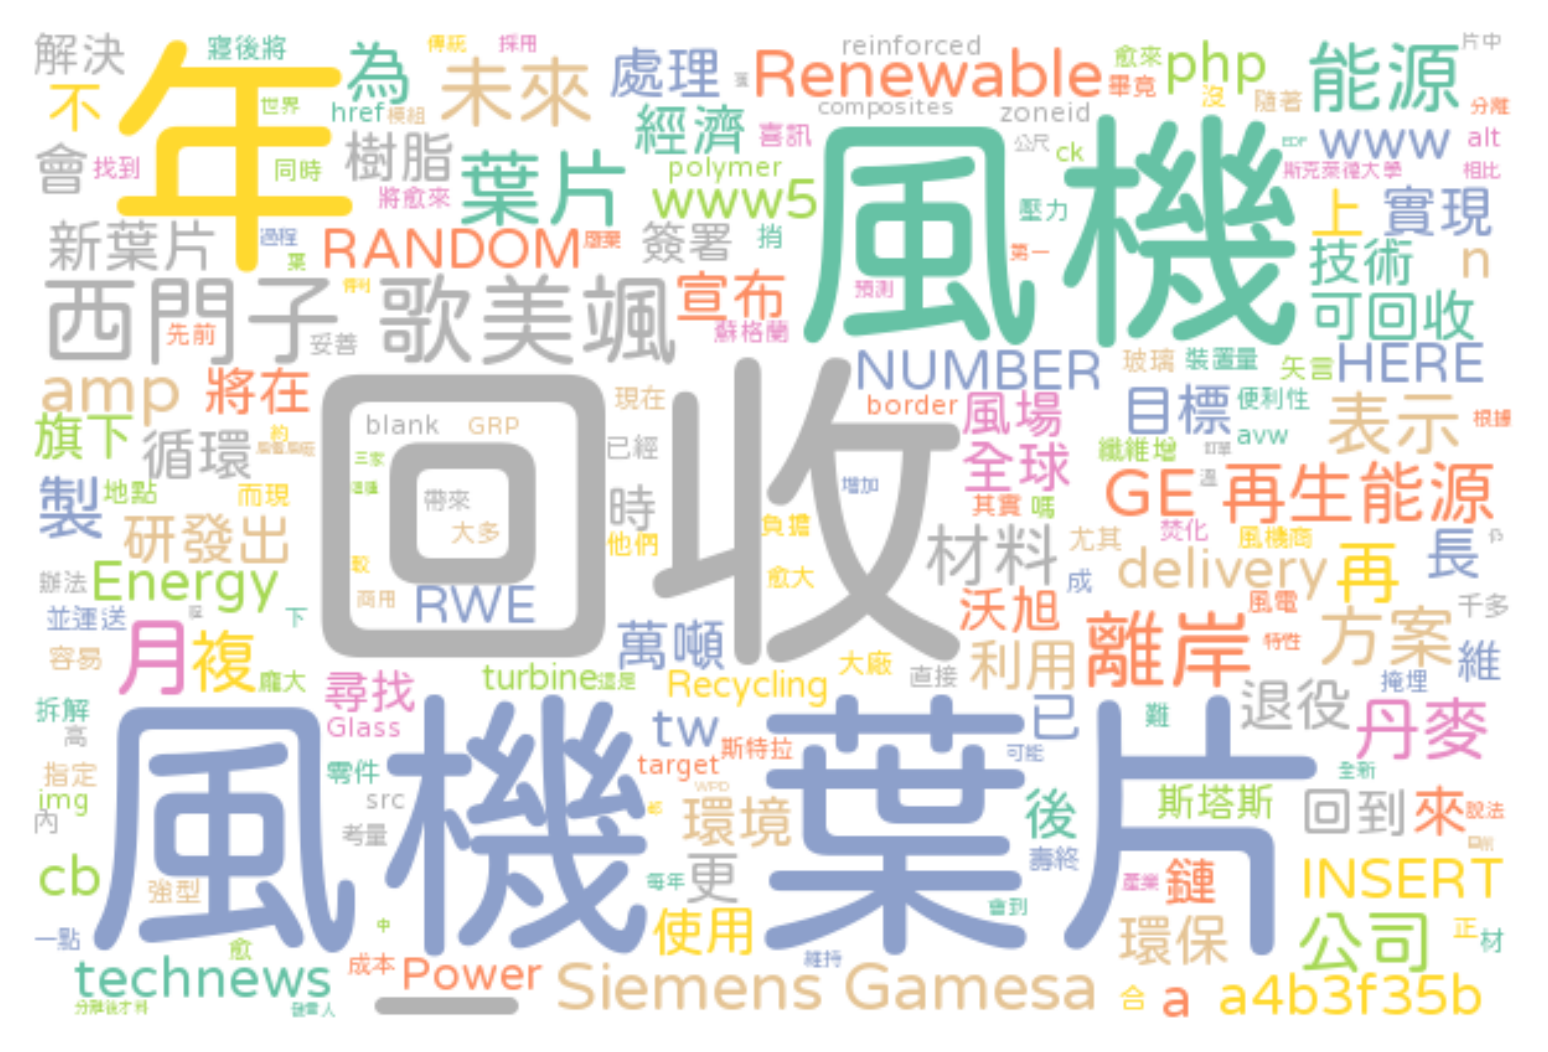 解決
寢後將
傳統
採用
reinforced
片中
年
為
未來
處理
Renewable
愈來
php
能源
畢竟
不
世界
href
模組
composites
zoneid
沒
隨著
分離
經濟
喜訊
風機
公尺
ck
EDF
www
alt
會
找到
同時
樹脂
葉片
polymer
斯克萊德大學
相比
將愈來
www5
壓力
上
實現
新葉片
過程
葉
RANDOM
簽署
捎
第一
技術
n
西門子
停利
歌美颯
宣布
預測
可回收
先前
妥善
蘇格蘭
回收
NUMBER
玻璃
裝置量
矢言
HERE
amp
將在
現在
border
風場
目標
便利性
表示
根據
blank
GRP
旗下
循環
約
已經
全球
纖維增
訂單
avw
三家
製
地點
而現
這種
帶來
時
增加
GE
溫
再生能源
其實
嗎
研發出
大多
他們
負擔
材料
尤其
焚化
風機商
長
仍
辦法
Energy
較
愈大
成
delivery
再
商用
RWE
沃旭
風電
千多
並運送
下
萬噸
離岸
特性
方案
維
月
複
容易
大廠
直接
利用
龐大
尋找
turbine
這是
Recycling
掩埋
拆解
退役
丹麥
高
風機葉片
Glass
tw
斯特拉
已
可能
難
指定
零件
target
全新
img
src
WPD
環境
後
斯塔斯
回到
來
說法
內
考量
壽終
cb
強型
每年
更
產業
鏈
INSERT
會到
一點
愈
中
使用
環保
公司
正
材
technews
成本
Power
維持
Siemens Gamesa
合
a
a4b3f35b
分離後才料
發言人